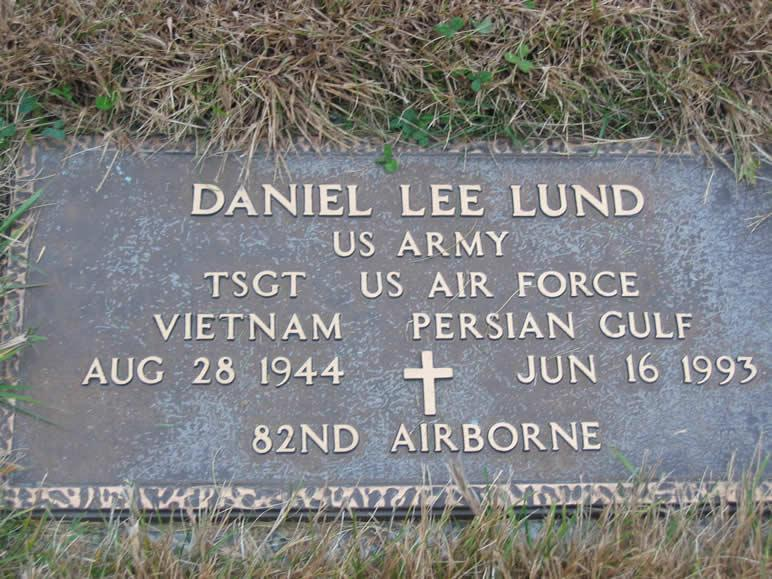 DANIEL LEE LUND
US ARMY
TSGT US AIR FORCE
VIETNAM PERSIAN GULF
AUG 28 1944 JUN 16 1993
82ND AIRBORNE